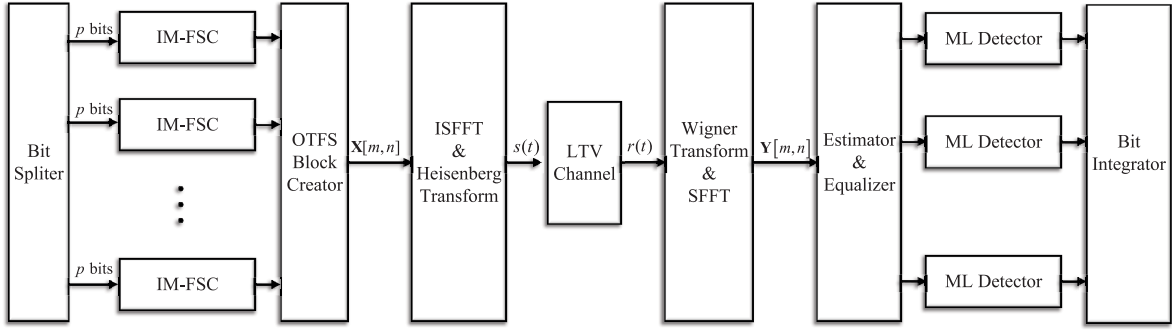 Bit
Spliter
p bits
IM-FSC
p bits
IM-FSC
p bits
IM-FSC
OTFS
Block
Creator
X[m, n]
ISFFT
&
Heisenberg
Transform
s(t)
LTV
Channel
r(t)
Wigner
Transform
&
SFFT
Y[m, n]
Estimator
&
Equalizer
ML Detector
ML Detector
ML Detector
Bit
Integrator